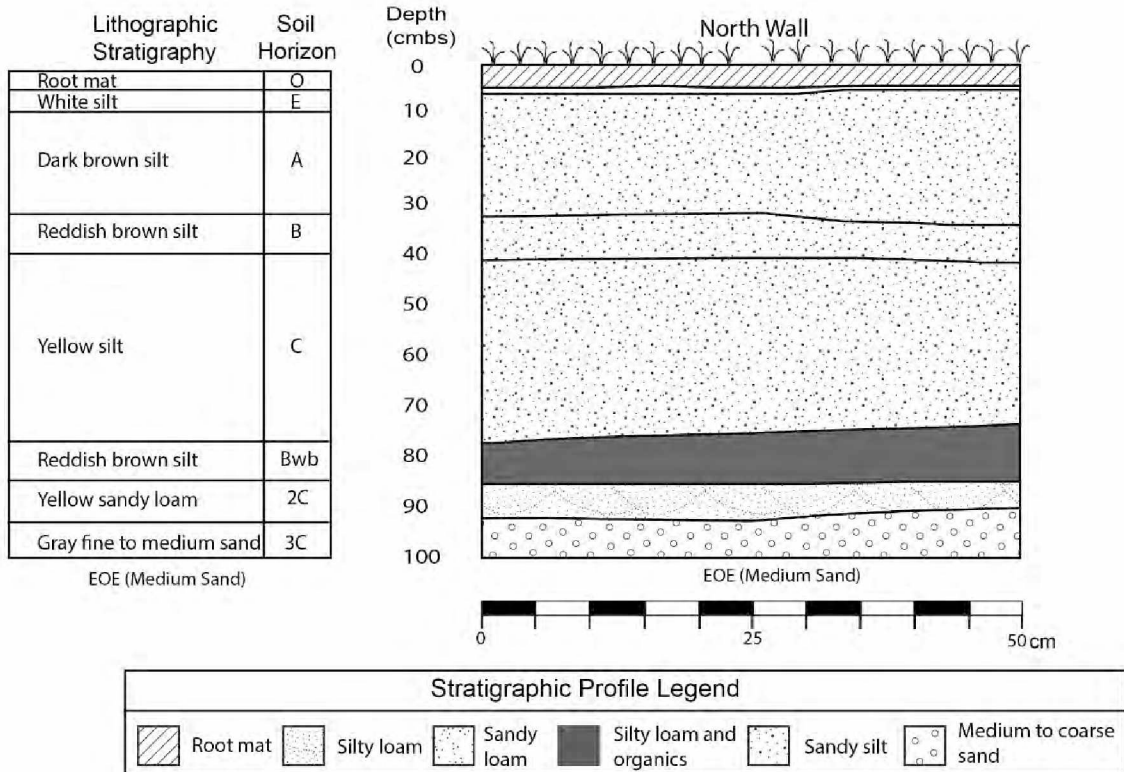 Lithographic
Stratigraphy
Soil
Horizon
Root mat O
White silt E
Dark brown silt A
Reddish brown silt B
Yellow silt C
Reddish brown silt Bwb
Yellow sandy loam 2C
Gray fine to medium sand 3C
EOE (Medium Sand)
Depth
(cmbs)
0
10
20
30
40
50
60
70
80
90
100
North Wall
EOE (Medium Sand)
0 25 50 cm
Stratigraphic Profile Legend
Root mat
Silty loam
Sandy
loam
Silty loam and
organics
Sandy silt
Medium to coarse
sand